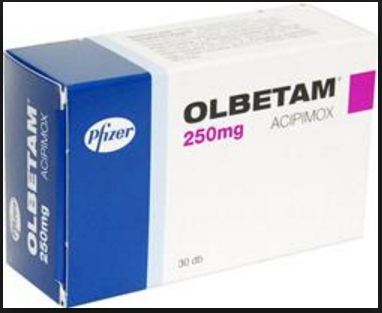 OLBETAM®
250mg
ACIPIMOX
Pfizer
30 db
OLBETAM®
ACIPIMOX
250mg